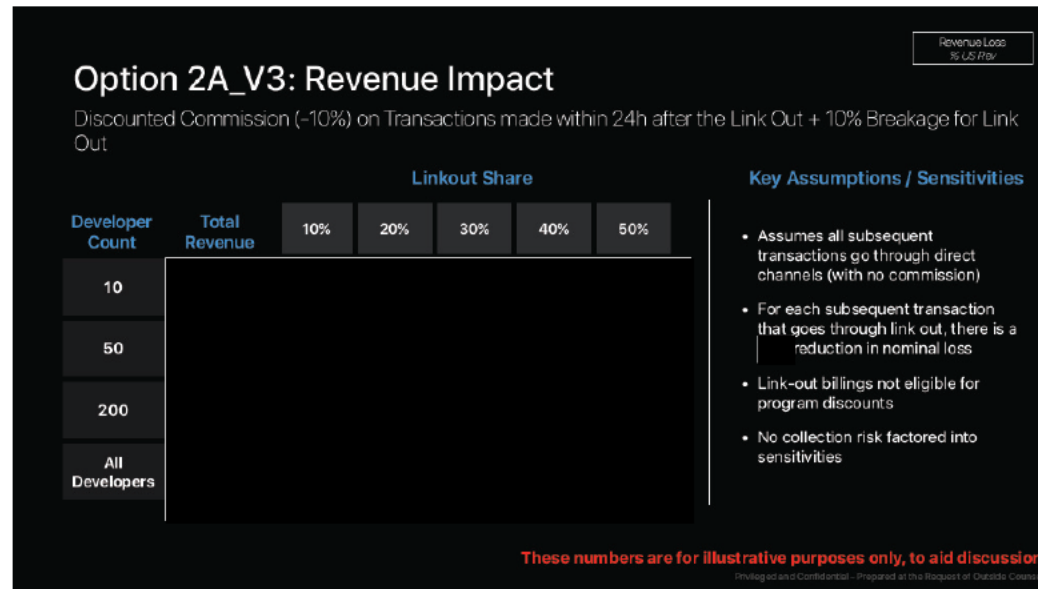 Revenue Loss
% US Rev
Option 2A_V3: Revenue Impact
Discounted Commission (-10%) on Transactions made within 24h after the Link Out + 10% Breakage for Link
Out
Linkout Share
Key Assumptions / Sensitivities
Developer
Count
Total
Revenue
10%
20%
30%
40%
50%
10
50
200
All
Developers
• Assumes all subsequent
transactions go through direct
channels (with no commission)
• For each subsequent transaction
that goes through link out, there is a
reduction in nominal loss
• Link-out billings not eligible for
program discounts
• No collection risk factored into
sensitivities
These numbers are for illustrative purposes only, to aid discussion
Privileged and Confidential – Prepared at the Request of Outside Couns